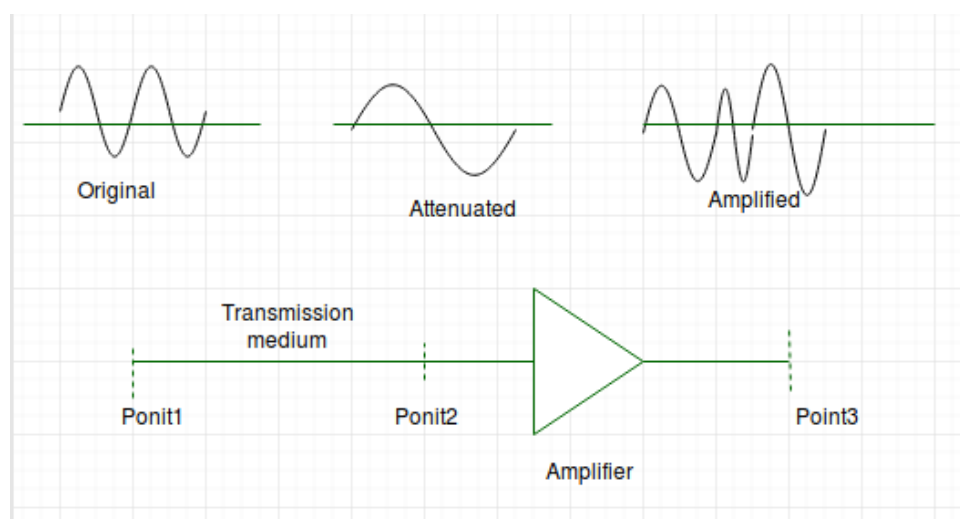 Original
Attenuated
Amplified
Transmission
medium
Ponit1
Ponit2
Point3
Amplifier